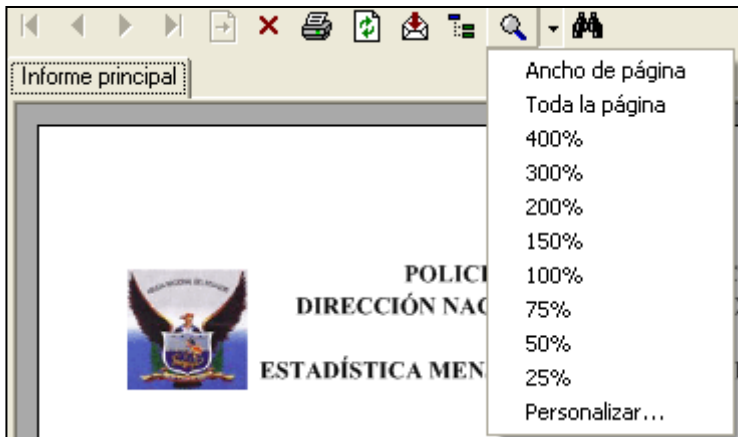 Informe principal
Ancho de página
Toda la página
400%
300%
200%
150%
100%
75%
50%
25%
Personalizar...
POLICI
DIRECCIÓN NAC
ESTADÍSTICA MEN